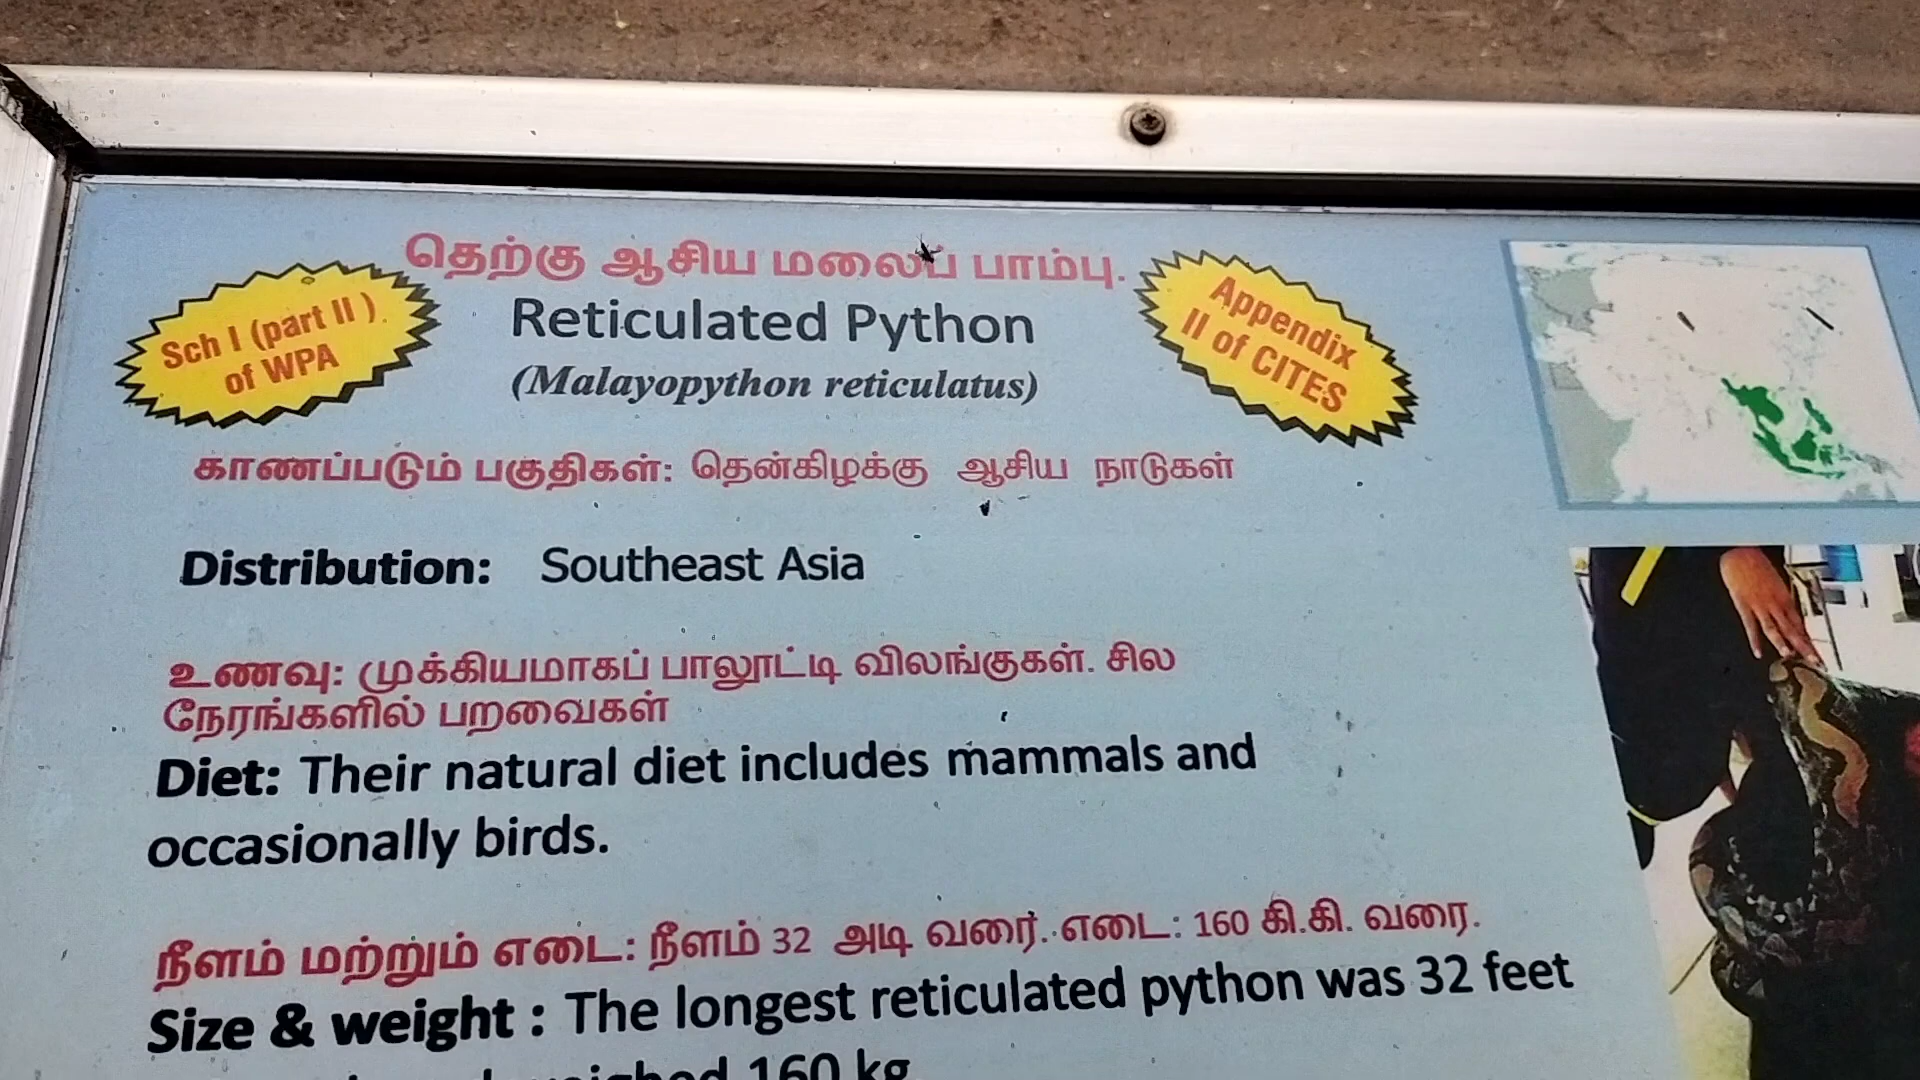 தெற்கு ஆசிய மலைப் பாம்பு.
Sch I (part II)
of WPA
Reticulated Python
(Malayopython reticulatus)
Appendix
II of CITES
காணப்படும் பகுதிகள்: தென்கிழக்கு ஆசிய நாடுகள்
Distribution: Southeast Asia
உணவு: முக்கியமாகப் பாலூட்டி விலங்குகள். சில
நேரங்களில் பறவைகள்
Diet: Their natural diet includes mammals and
occasionally birds.
நீளம் மற்றும் எடை: நீளம் 32 அடி வரை. எடை: 160 கி.கி. வரை.
Size & weight : The longest reticulated python was 32 feet
weighed 160 kg